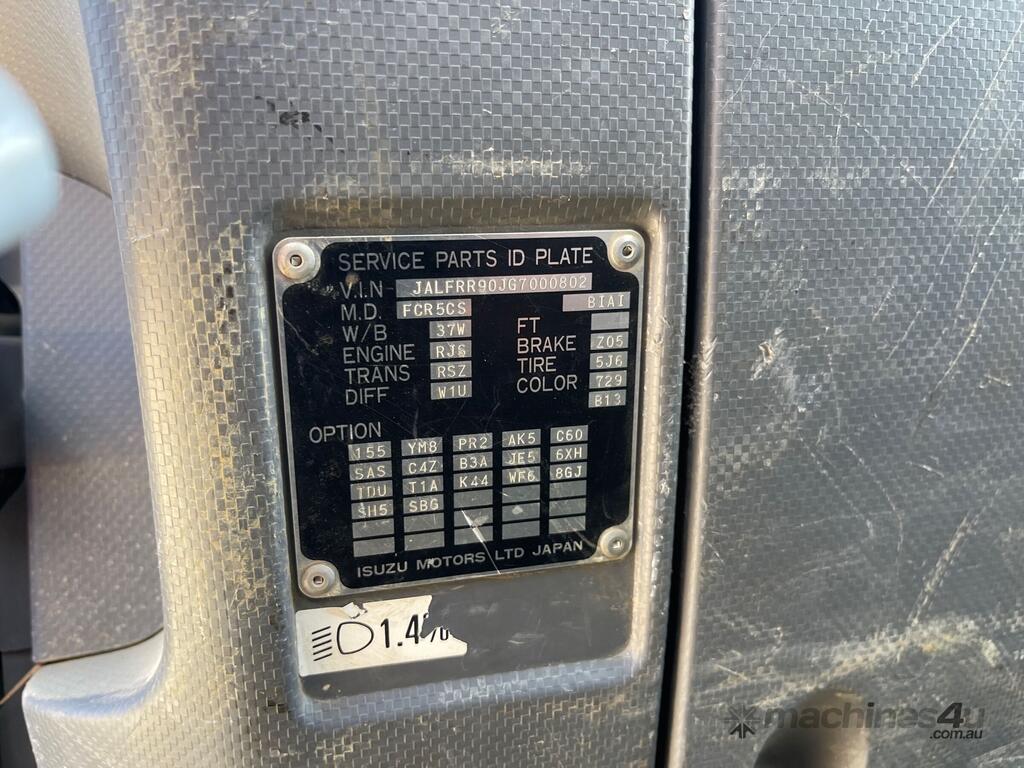 SERVICE PARTS ID PLATE
V.I.N JALFRR90JG7000802
M.D. FCR5CS BIAI
W/B 37W FT
ENGINE RJS BRAKE Z05
TRANS RSZ TIRE 5J6
DIFF W1U COLOR 729
B13
OPTION
155 YM8 PR2 AK5 C60
SAS C4Z B3A JE5 6XH
TDU T1A K44 WF6 8GJ
SH5 SBG
ISUZU MOTORS LTD JAPAN
1.4%
machines4u
.com.au